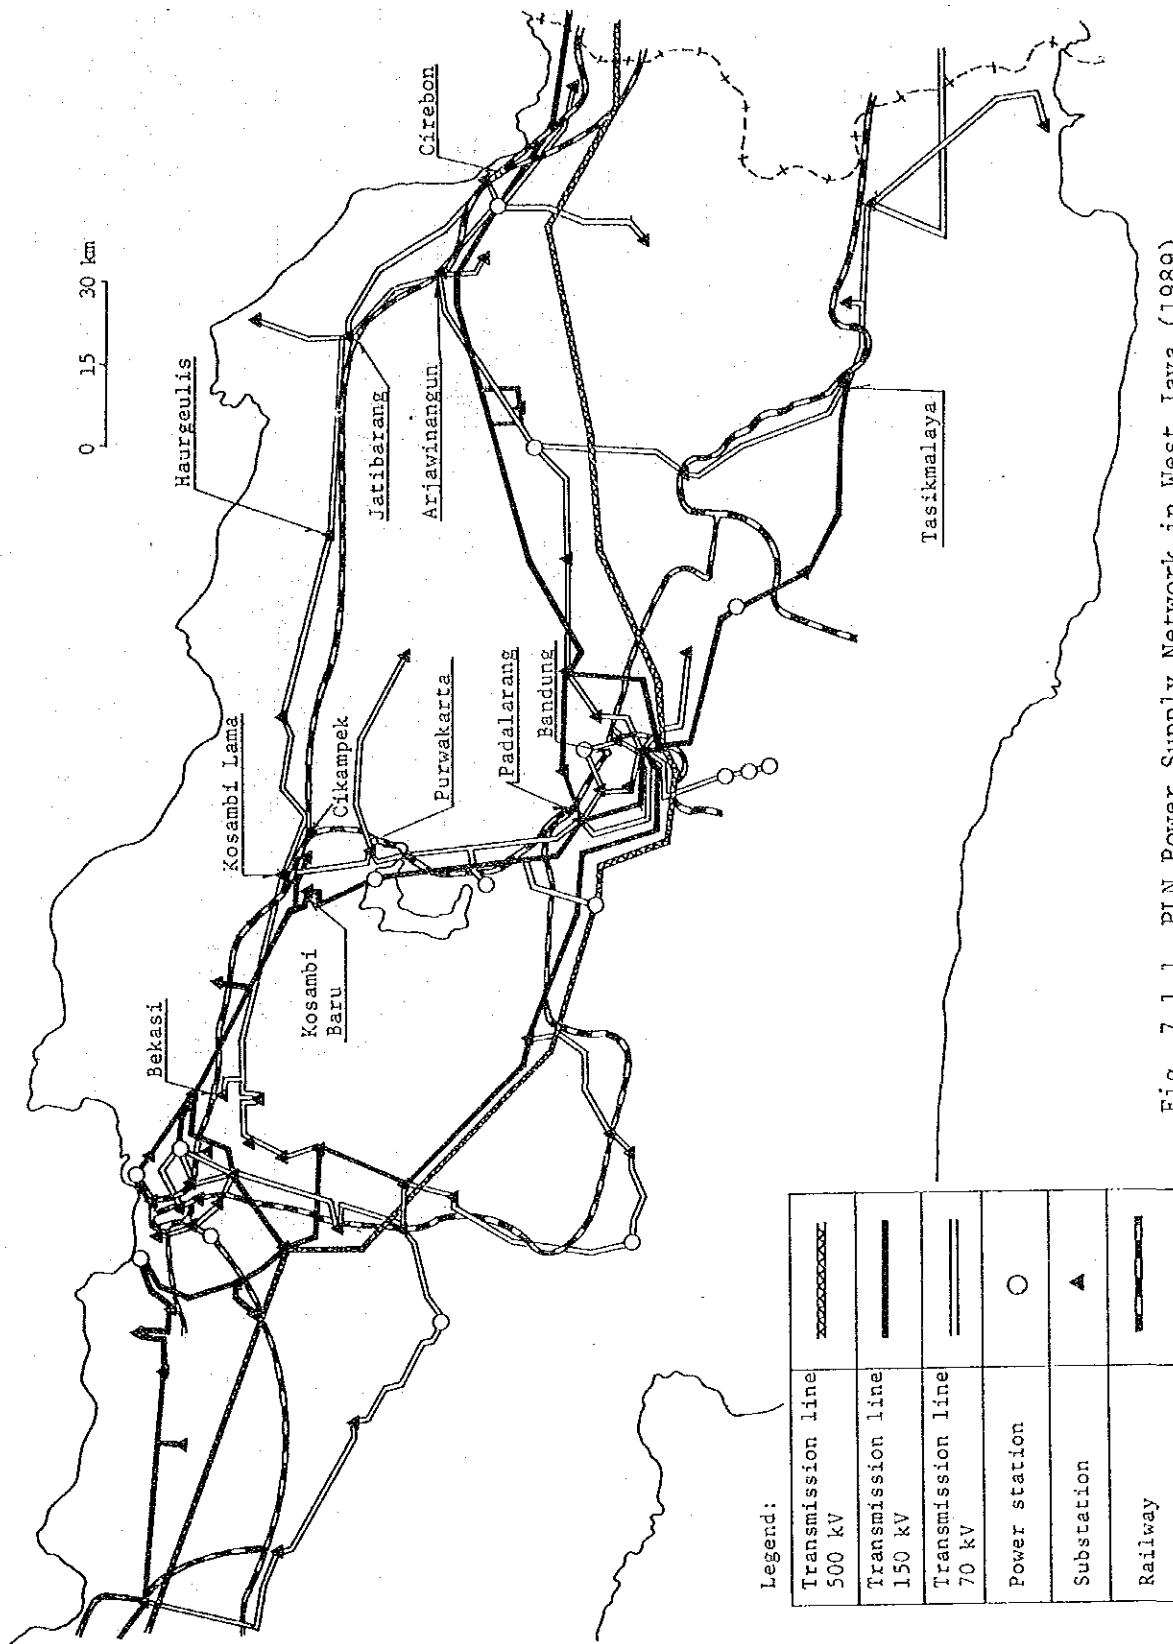 0 15 30 km
Cirebon
Haurgeulis
Jatibarang
Arjawinangun
Tasikmalaya
Kosambi Lama
Cikampek
Purwakarta
Padalarang
Bandung
Bekasi
Kosambi
Baru
Legend:
Transmission line
500 kV
Transmission line
150 kV
Transmission line
70 kV
Power station
Substation
Railway
Fig. 7.1.1 PLN Power Supply Network in West Java (1989)